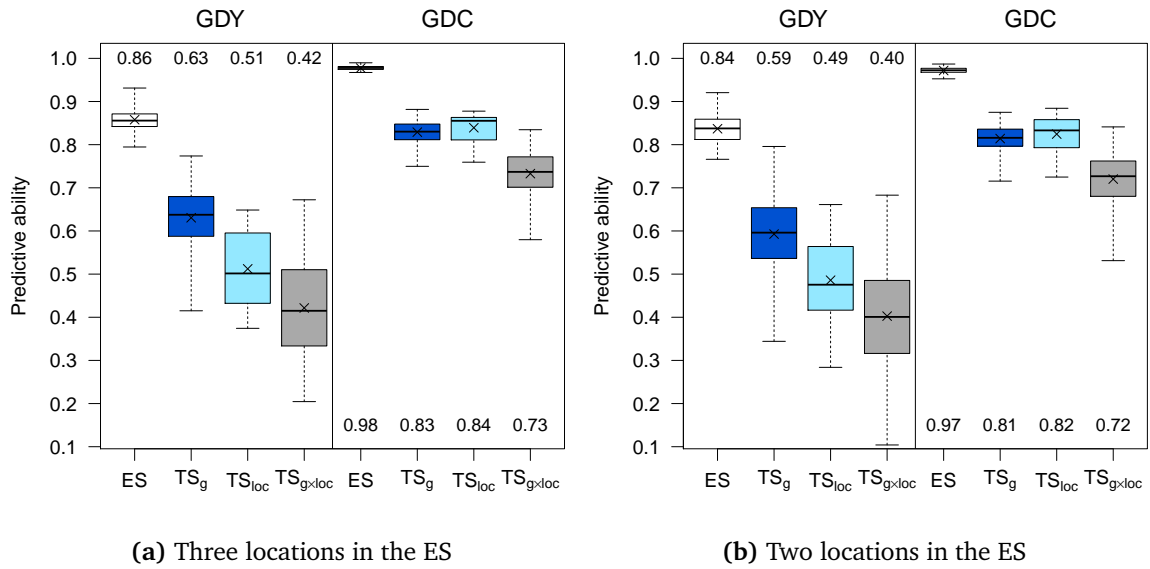 GDY GDC
0.86 0.63 0.51 0.42
1.0
0.9
0.8
0.7
0.6
0.5
0.4
0.3
0.2
0.1
Predictive ability
0.98 0.83 0.84 0.73
ES TSg TSloc TSg×loc ES TSg TSloc TSg×loc
(a) Three locations in the ES
GDY GDC
0.84 0.59 0.49 0.40
1.0
0.9
0.8
0.7
0.6
0.5
0.4
0.3
0.2
0.1
Predictive ability
0.97 0.81 0.82 0.72
ES TSg TSloc TSg×loc ES TSg TSloc TSg×loc
(b) Two locations in the ES